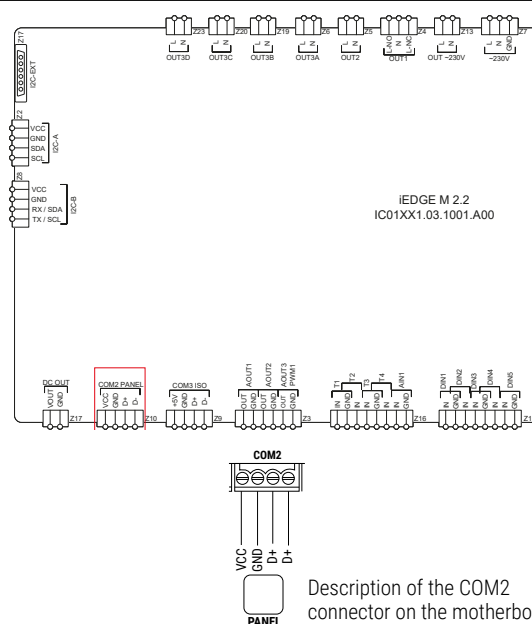 Z23
Z20
Z19
Z6
Z5
Z4
Z13
Z7
L
N
L
N
L
N
L
N
L
N
L-NO
N
L-NC
L
N
L
N
GND
OUT3D
OUT3C
OUT3B
OUT3A
OUT2
OUT1
OUT ~230V
~230V
Z17
I2C-EXT
Z2
VCC
GND
SDA
SCL
I2C-A
Z8
VCC
GND
RX / SDA
TX / SCL
I2C-B
iEDGE M 2.2
IC01XX1.03.1001.A00
DC OUT
VOUT
GND
Z17
COM2 PANEL
VCC
GND
D+
D-
Z10
COM3 ISO
+5V
GND
D+
D-
Z9
AOUT1
AOUT2
AOUT3
PWM1
OUT
GND
OUT
GND
OUT
GND
Z3
T1
T2
T3
T4
AIN1
IN
GND
IN
IN
GND
IN
IN
GND
Z16
DIN1
DIN2
DIN3
DIN4
DIN5
IN
GND
IN
IN
GND
IN
IN
GND
COM2
VCC
GND
D+
D+
PANEL
Description of the COM2
connector on the